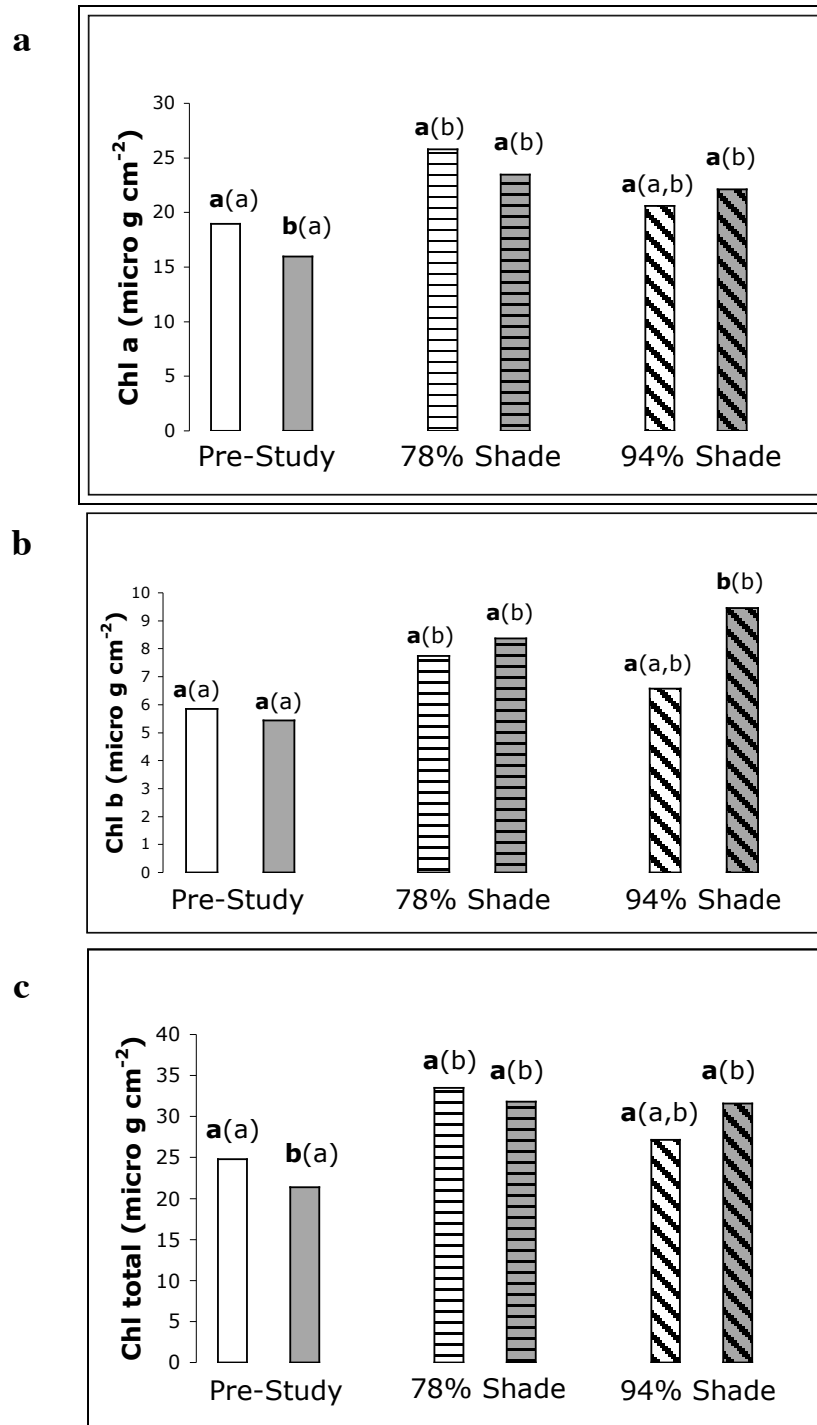 a
Chl a (micro g cm-2)
30
25
20
15
10
5
0
a(a)
b(a)
a(b)
a(b)
a(a,b)
a(b)
Pre-Study 78% Shade 94% Shade
b
Chl b (micro g cm-2)
10
9
8
7
6
5
4
3
2
1
0
a(a)
a(a)
a(b)
a(b)
a(a,b)
b(b)
Pre-Study 78% Shade 94% Shade
c
Chl total (micro g cm-2)
40
35
30
25
20
15
10
5
0
a(a)
b(a)
a(b)
a(b)
a(a,b)
a(b)
Pre-Study 78% Shade 94% Shade